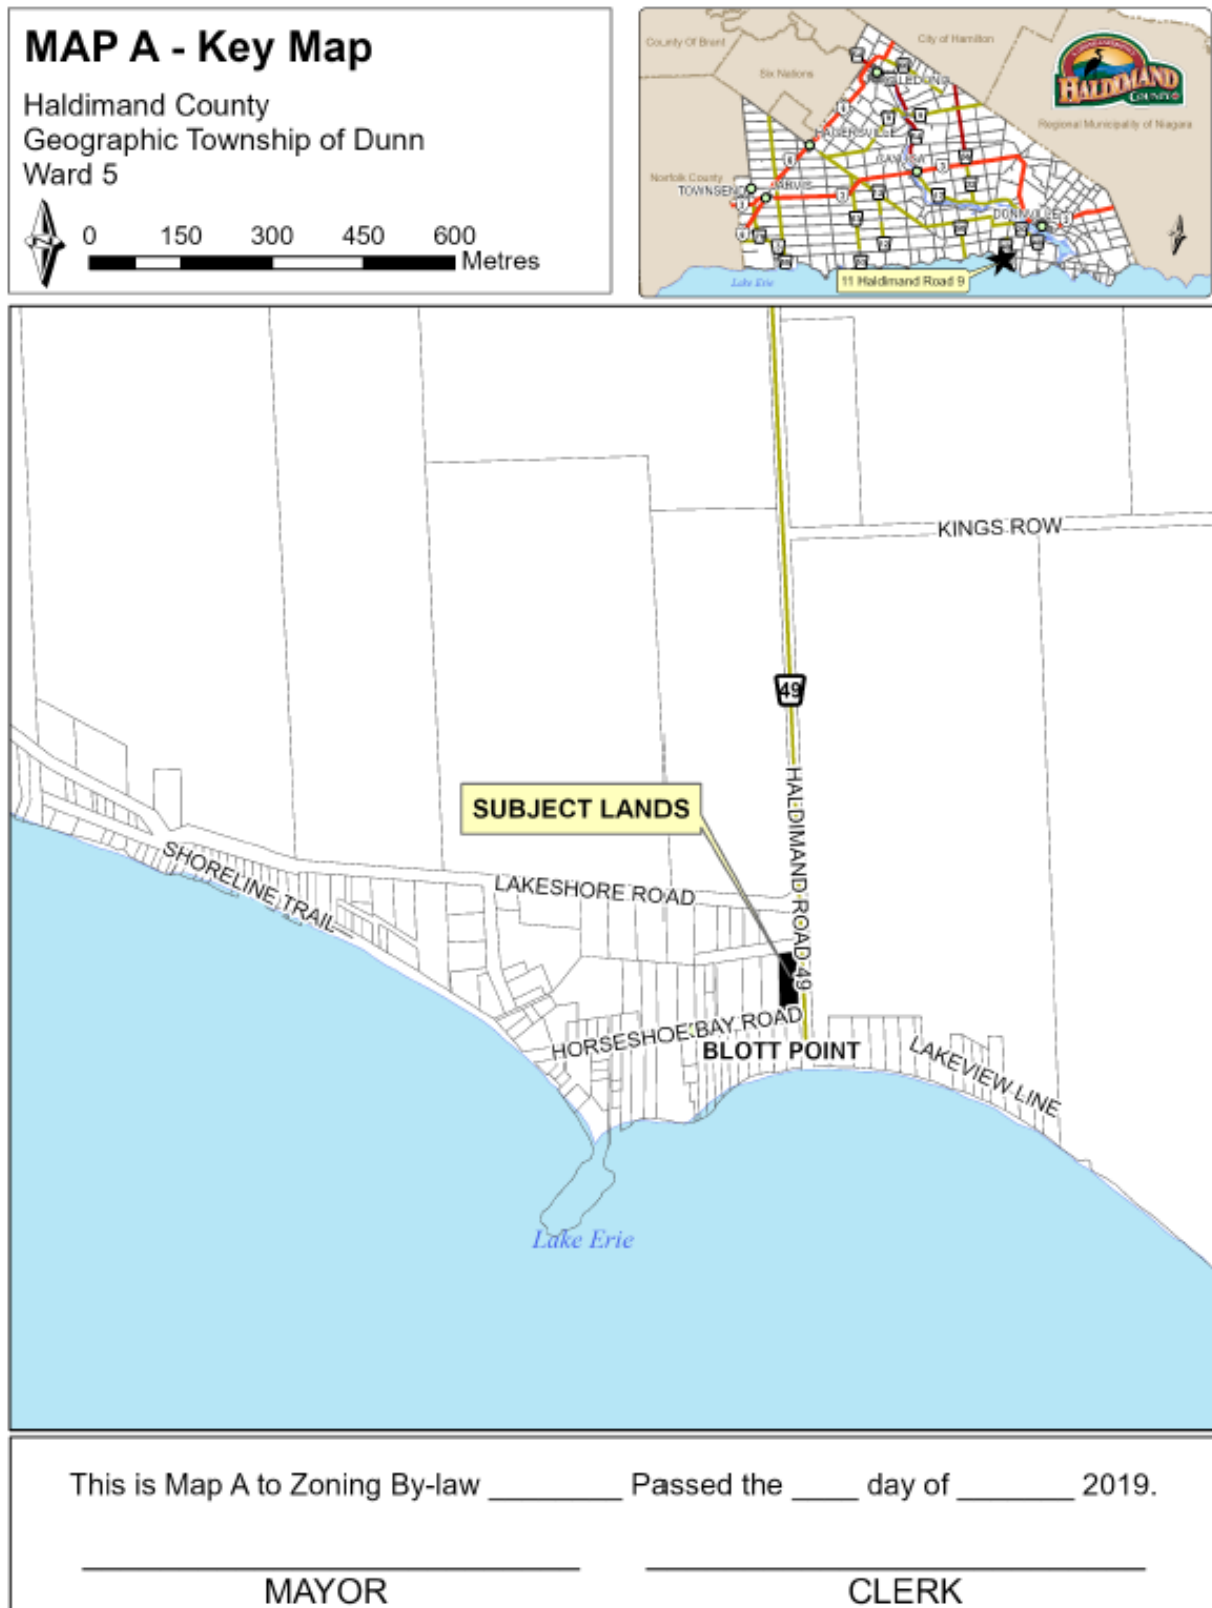 MAP A - Key Map
Haldimand County
Geographic Township of Dunn
Ward 5
0 150 300 450 600
Metres
County Of Brent
City of Hamilton
Six Nations
HALDIMAND
COUNTY
Regional Municipality of Niagara
HAGERSVILLE
Norfolk County
TOWNSEND
JARVIS
CAYUGA
DUNNVILLE
Lake Erie
11 Haldimand Road 9
KINGS ROW
49
HALDIMAND ROAD 49
SUBJECT LANDS
SHORELINE TRAIL
LAKESHORE ROAD
HORSESHOE BAY ROAD
BLOTT POINT
LAKEVIEW LINE
Lake Erie
This is Map A to Zoning By-law ________ Passed the ____ day of _______ 2019.
MAYOR
CLERK